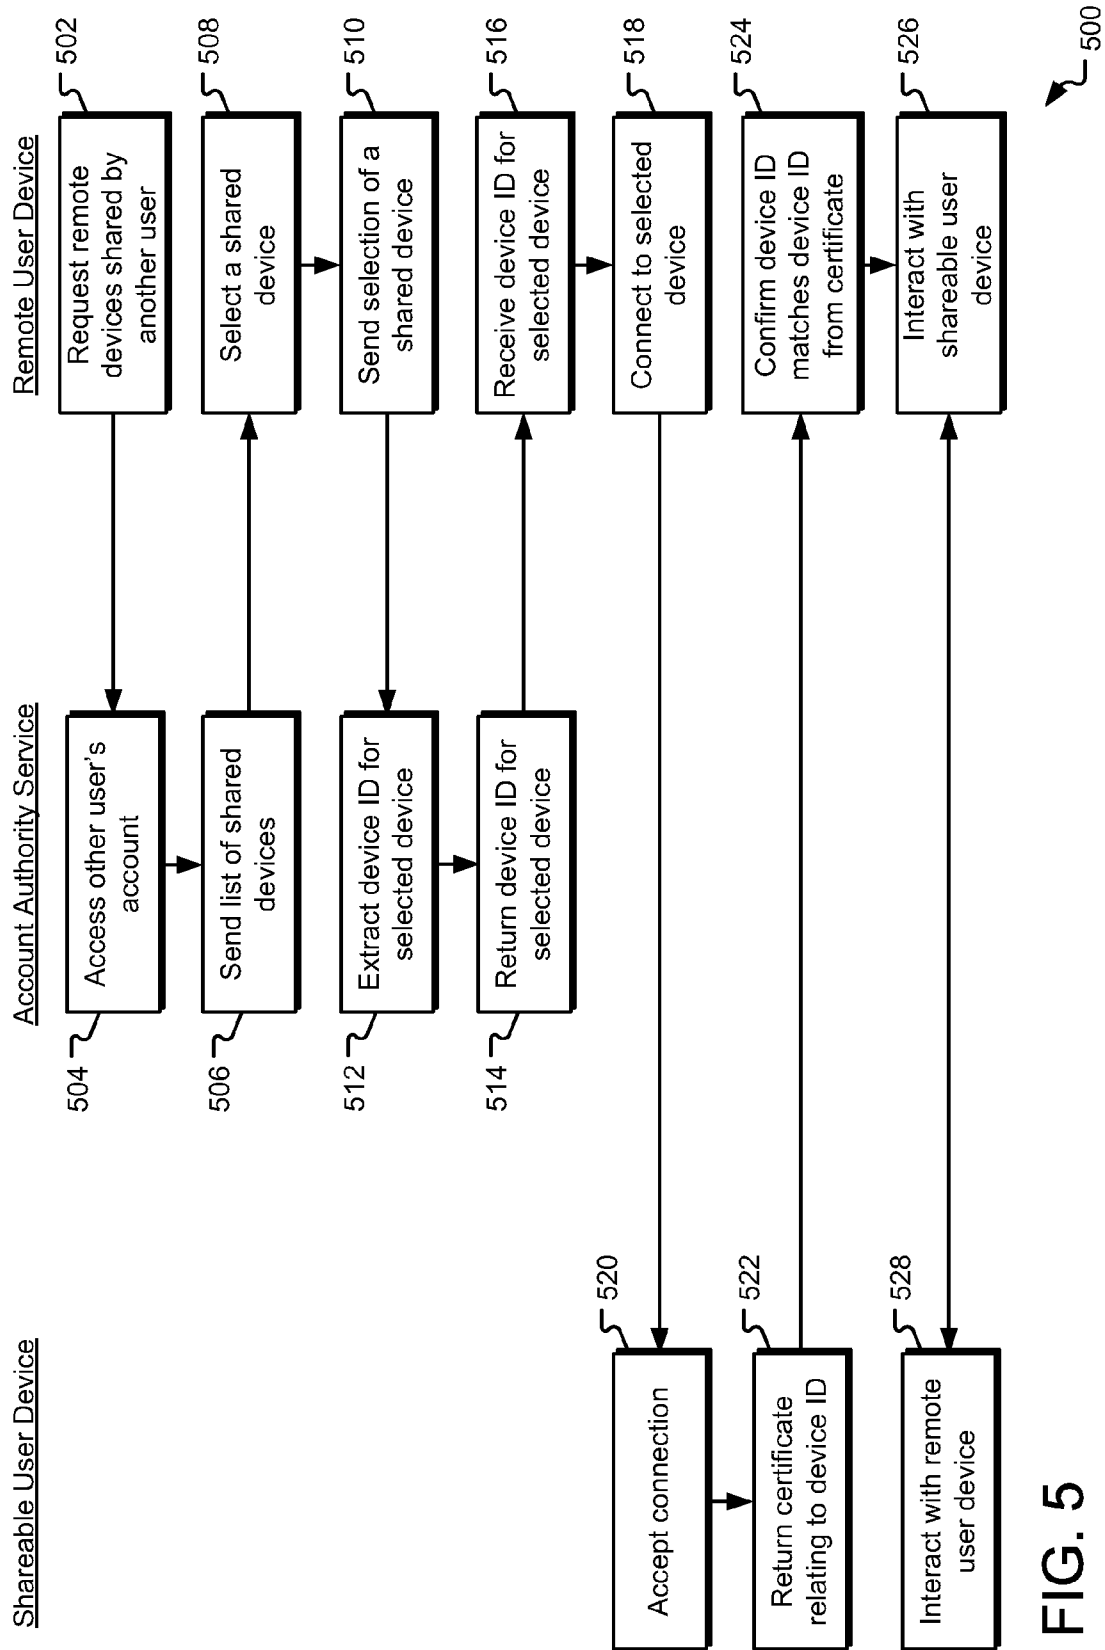 Shareable User Device
Account Authority Service
Remote User Device
502
Request remote
devices shared by
another user
504
Access other user's
account
506
Send list of shared
devices
508
Select a shared
device
510
Send selection of a
shared device
512
Extract device ID for
selected device
514
Return device ID for
selected device
516
Receive device ID for
selected device
518
Connect to selected
device
520
Accept connection
522
Return certificate
relating to device ID
524
Confirm device ID
matches device ID
from certificate
526
Interact with
shareable user
device
528
Interact with remote
user device
500
FIG. 5